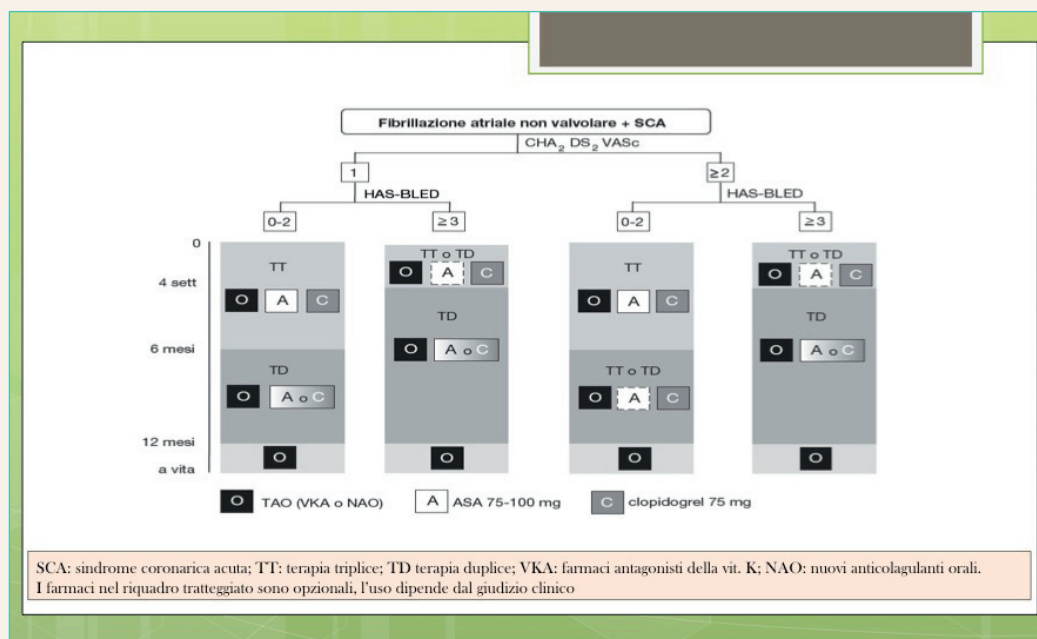 Fibrillazione atriale non valvolare + SCA
CHA2 DS2 VASc
1
≥2
HAS-BLED
HAS-BLED
0-2
≥3
0-2
≥3
0
4 sett
6 mesi
12 mesi
a vita
TT
O A C
TD
O A o C
O
TT o TD
O A C
TD
O A o C
O
TT
O A C
TT o TD
O A C
O
TT o TD
O A C
TD
O A o C
O
O TAO (VKA o NAO) A ASA 75-100 mg C clopidogrel 75 mg
SCA: sindrome coronarica acuta; TT: terapia triplice; TD terapia duplice; VKA: farmaci antagonisti della vit. K; NAO: nuovi anticolagulanti orali.
I farmaci nel riquadro tratteggiato sono opzionali, l'uso dipende dal giudizio clinico